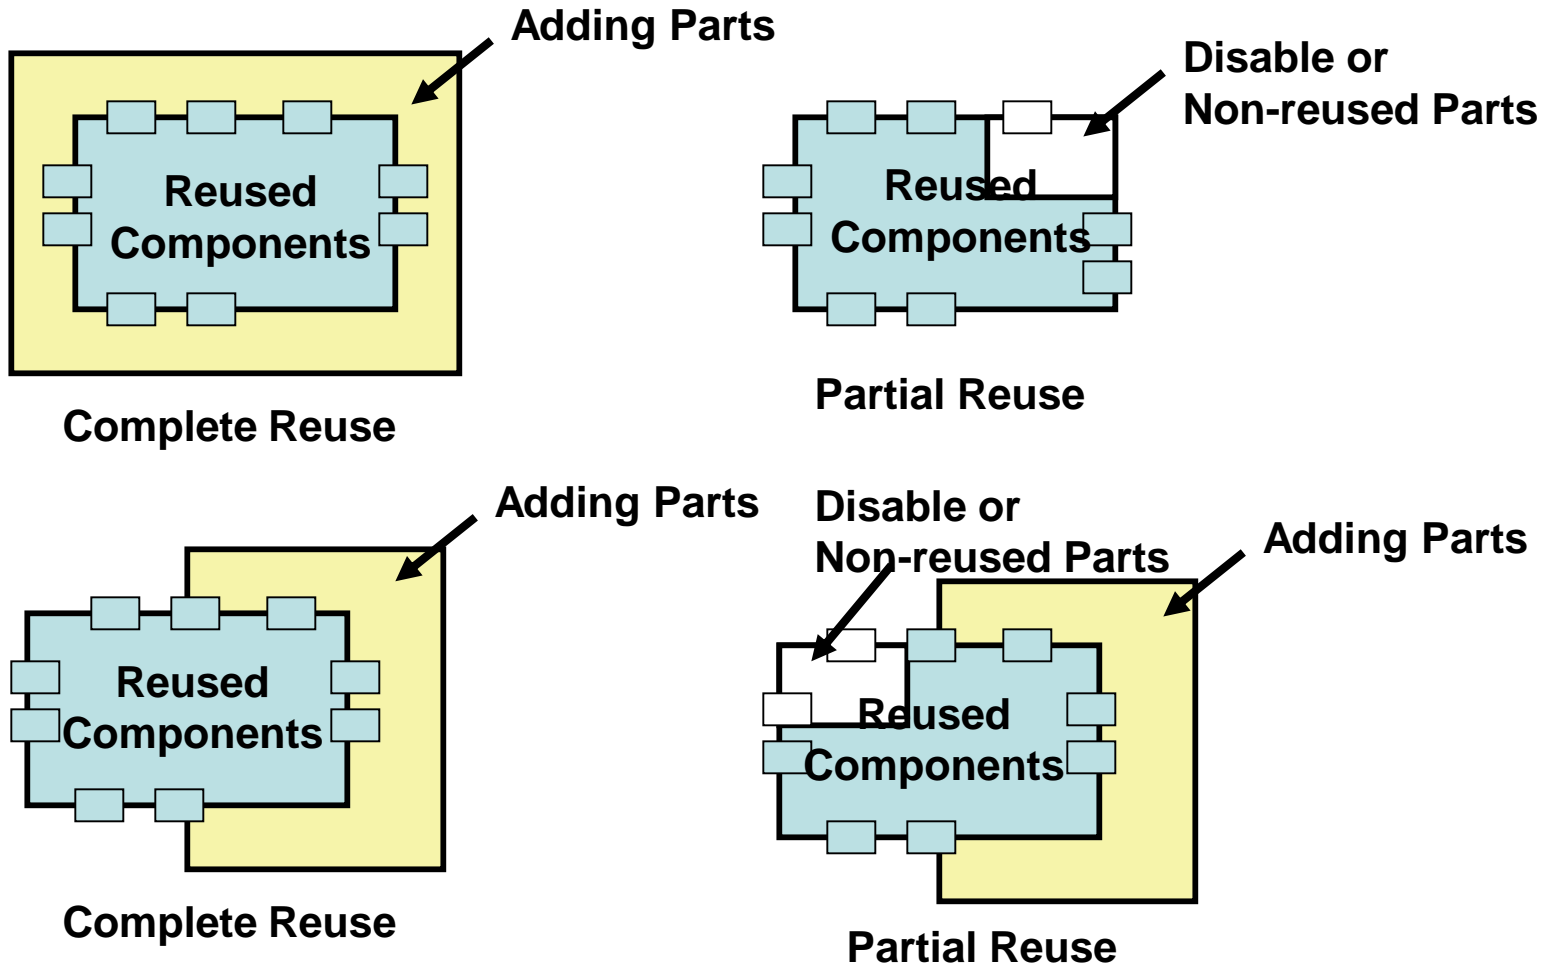 Adding Parts
Reused
Components
Complete Reuse
Disable or
Non-reused Parts
Reused
Components
Partial Reuse
Adding Parts
Reused
Components
Complete Reuse
Disable or
Non-reused Parts
Adding Parts
Reused
Components
Partial Reuse